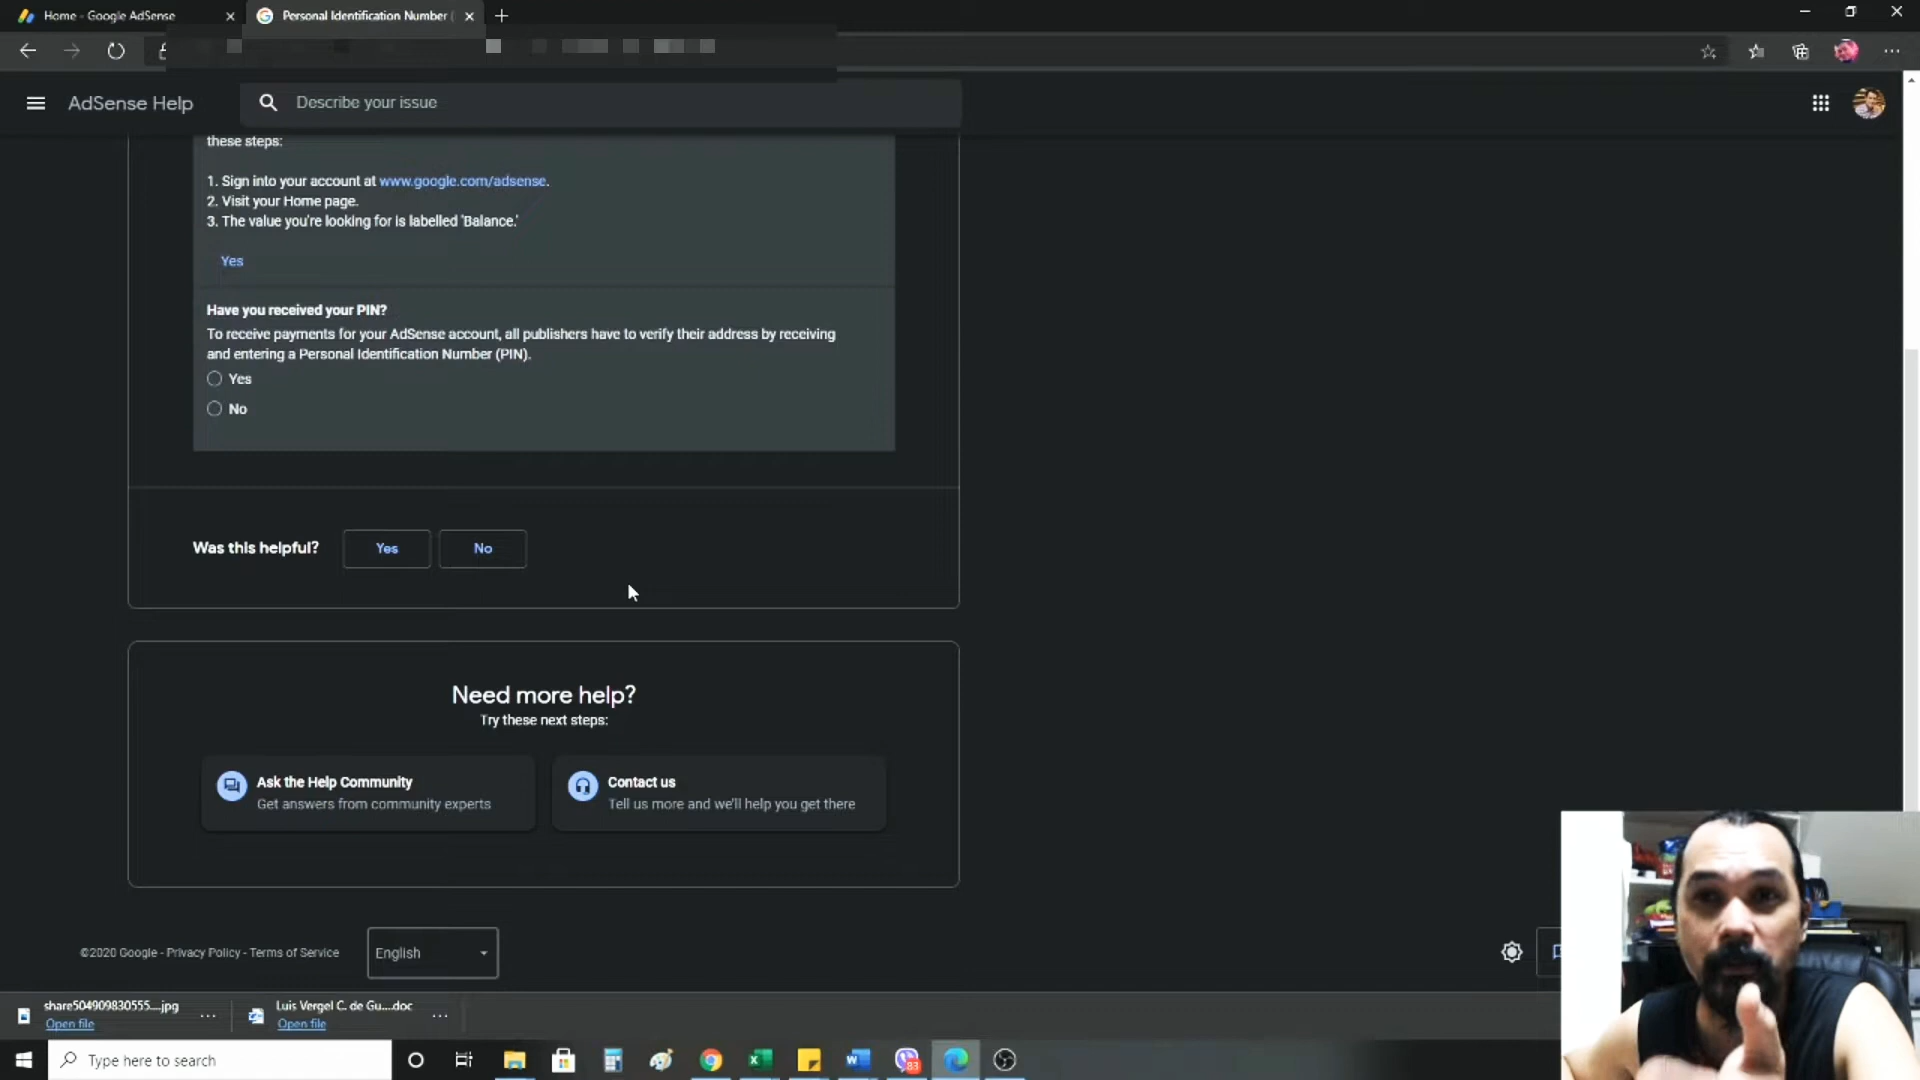 Home - Google AdSense
Personal Identification Number (
AdSense Help
Describe your issue
these steps:
1. Sign into your account at www.google.com/adsense.
2. Visit your Home page.
3. The value you're looking for is labelled 'Balance.'
Yes
Have you received your PIN?
To receive payments for your AdSense account, all publishers have to verify their address by receiving
and entering a Personal Identification Number (PIN).
Yes
No
Was this helpful?
Yes
No
Need more help?
Try these next steps:
Ask the Help Community
Get answers from community experts
Contact us
Tell us more and we'll help you get there
©2020 Google - Privacy Policy - Terms of Service
English
share504909830555....jpg
Open file
Luis Vergel C. de Gu....doc
Open file
Type here to search
83